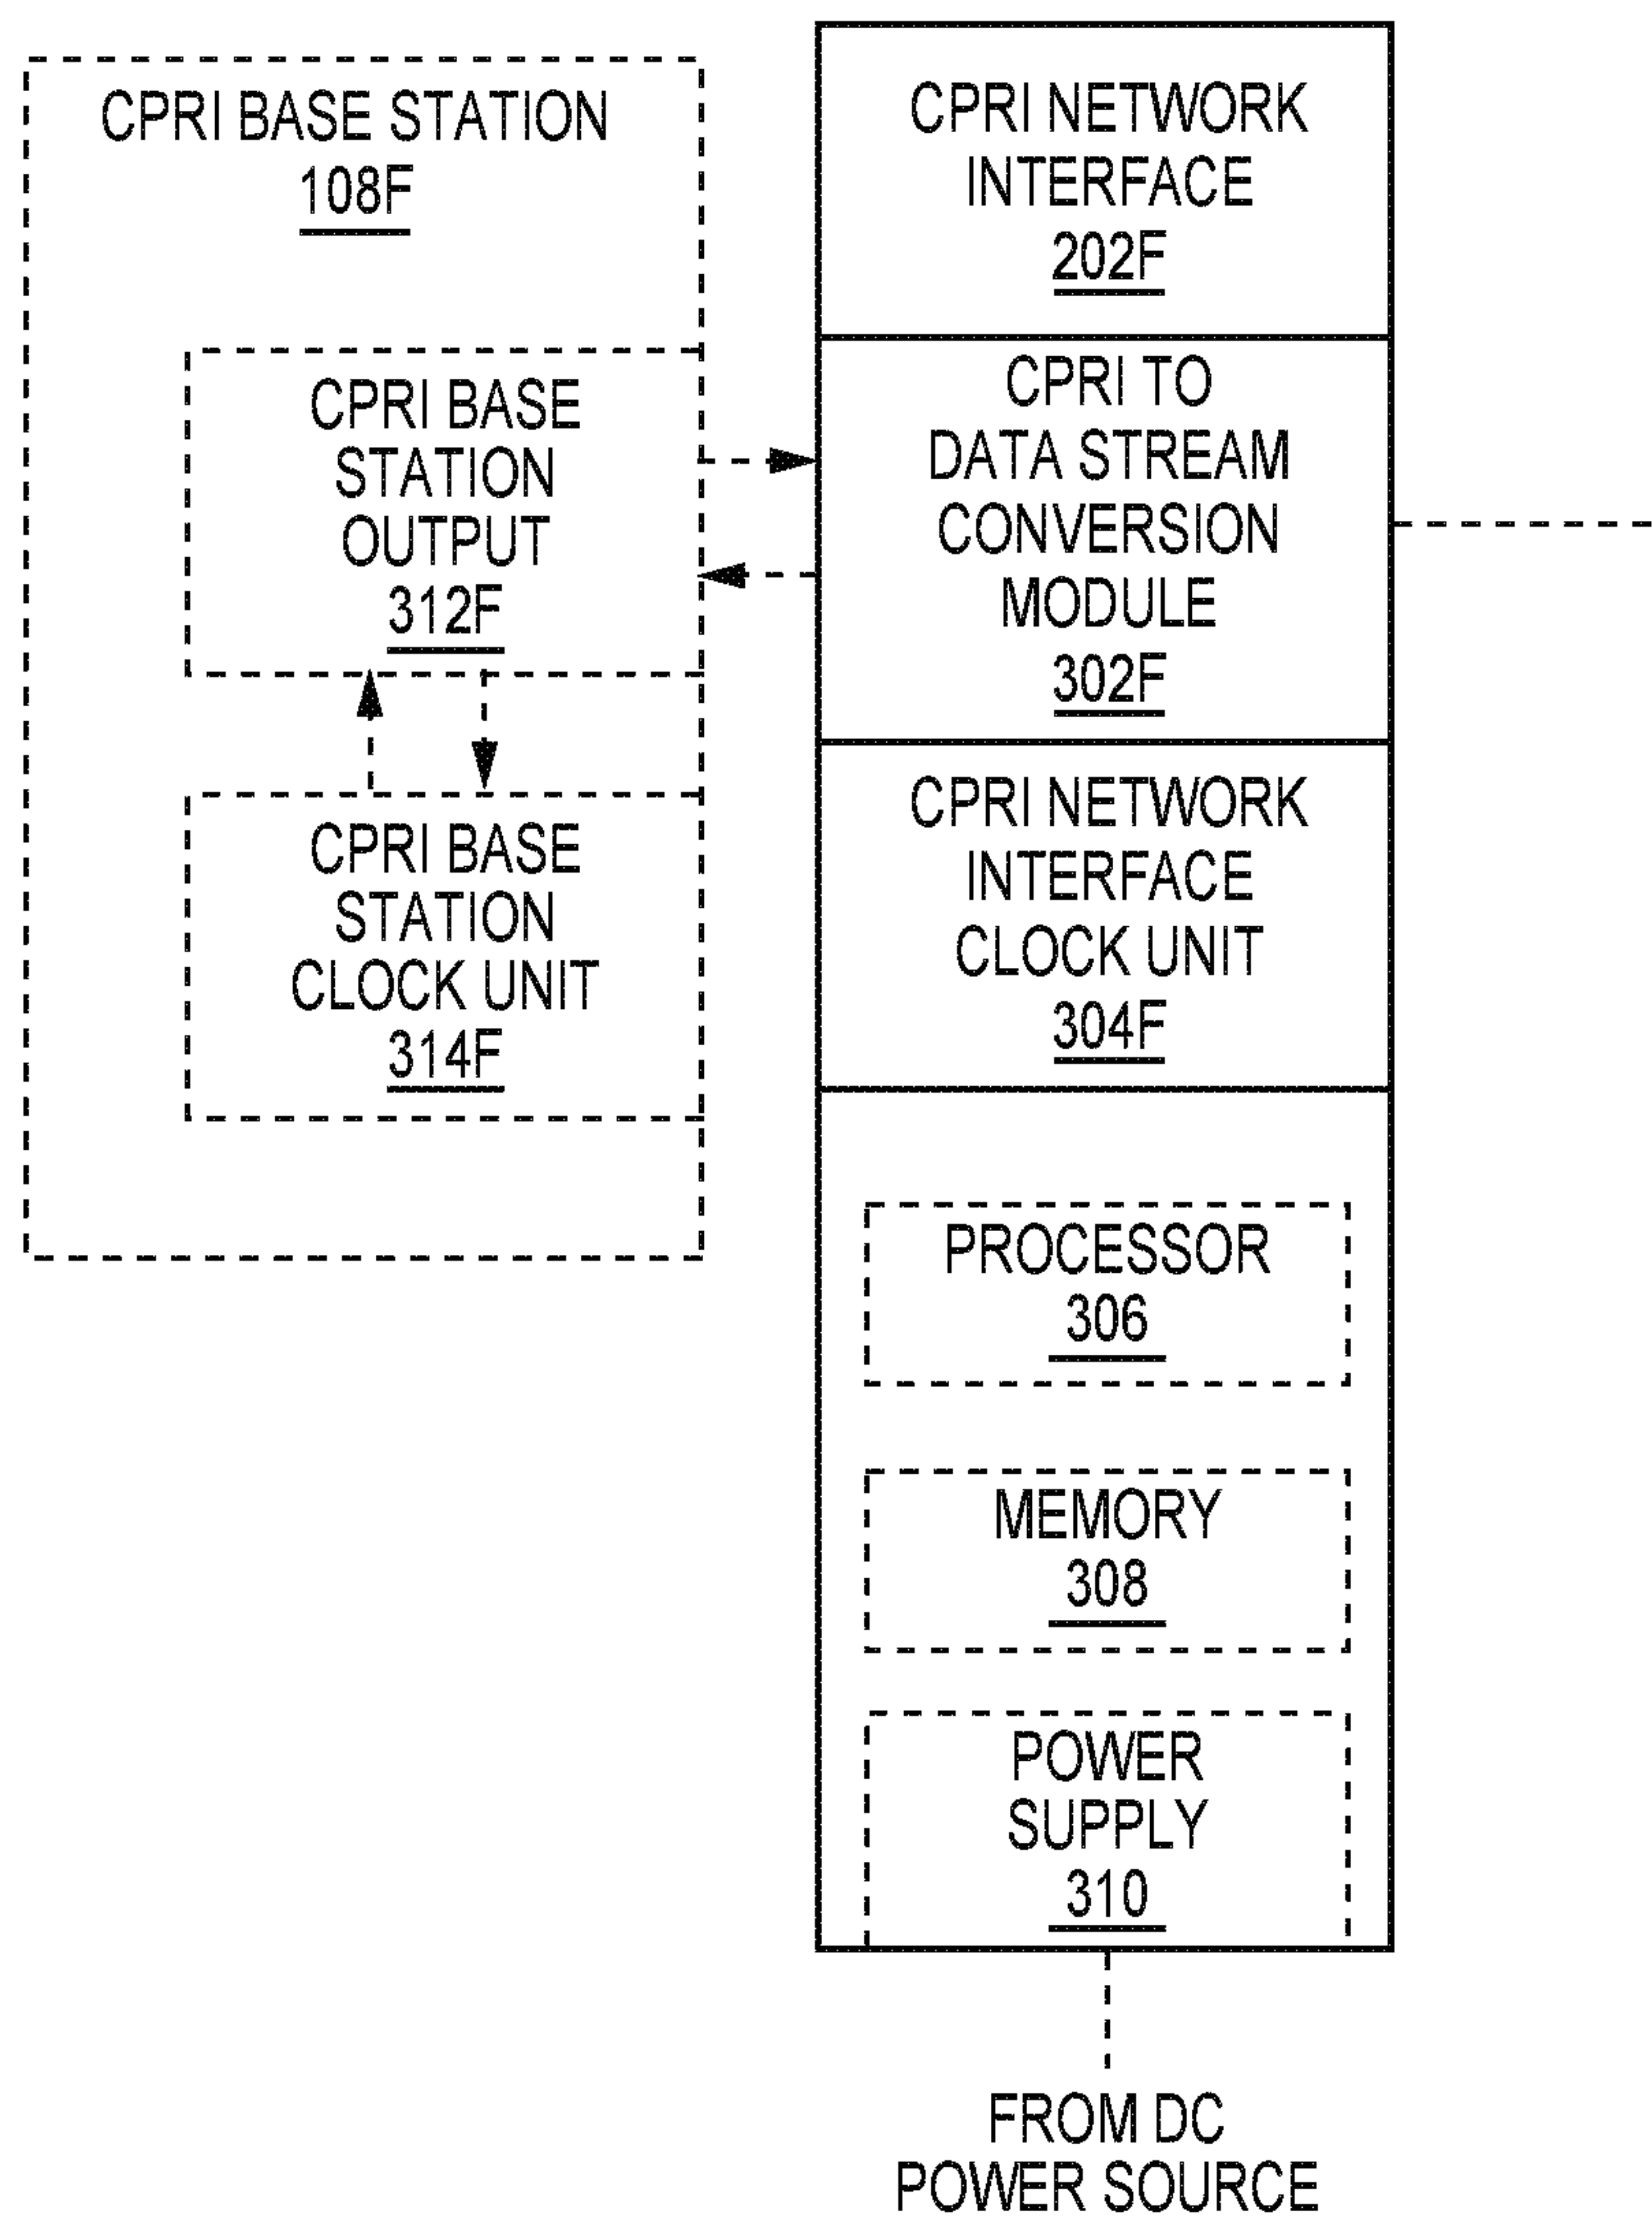 CPRI BASE STATION
108F
CPRI BASE
STATION
OUTPUT
312F
CPRI BASE
STATION
CLOCK UNIT
314F
CPRI NETWORK
INTERFACE
202F
CPRI TO
DATA STREAM
CONVERSION
MODULE
302F
CPRI NETWORK
INTERFACE
CLOCK UNIT
304F
PROCESSOR
306
MEMORY
308
POWER
SUPPLY
310
FROM DC
POWER SOURCE